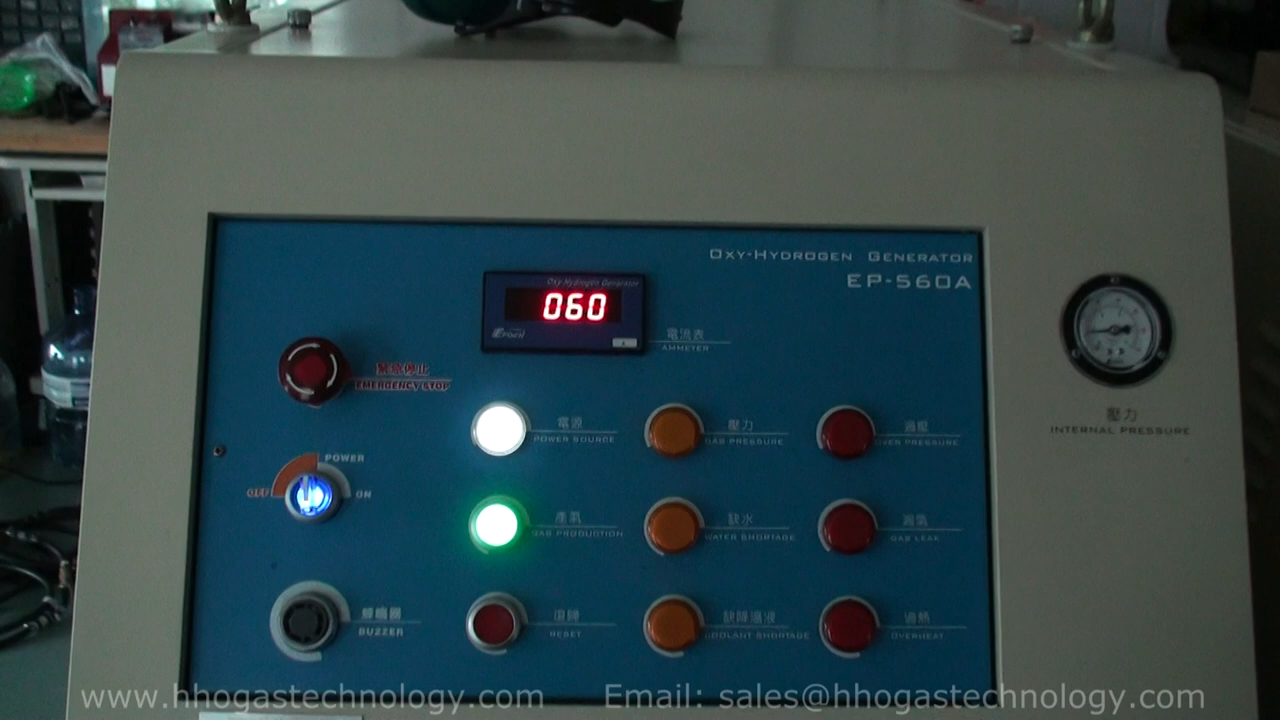 OXY-HYDROGEN GENERATOR
EP-560A
Oxy-Hydrogen Generator
060
Epoch
電流表
AMMETER
緊急停止
EMERGENCY STOP
電源
POWER SOURCE
壓力
GAS PRESSURE
過壓
OVER PRESSURE
壓力
INTERNAL PRESSURE
POWER
OFF
ON
產氣
GAS PRODUCTION
缺水
WATER SHORTAGE
漏氣
GAS LEAK
蜂鳴器
BUZZER
復歸
RESET
缺降溫液
COOLANT SHORTAGE
過熱
OVERHEAT
www.hhogastechnology.com Email: sales@hhogastechnology.com